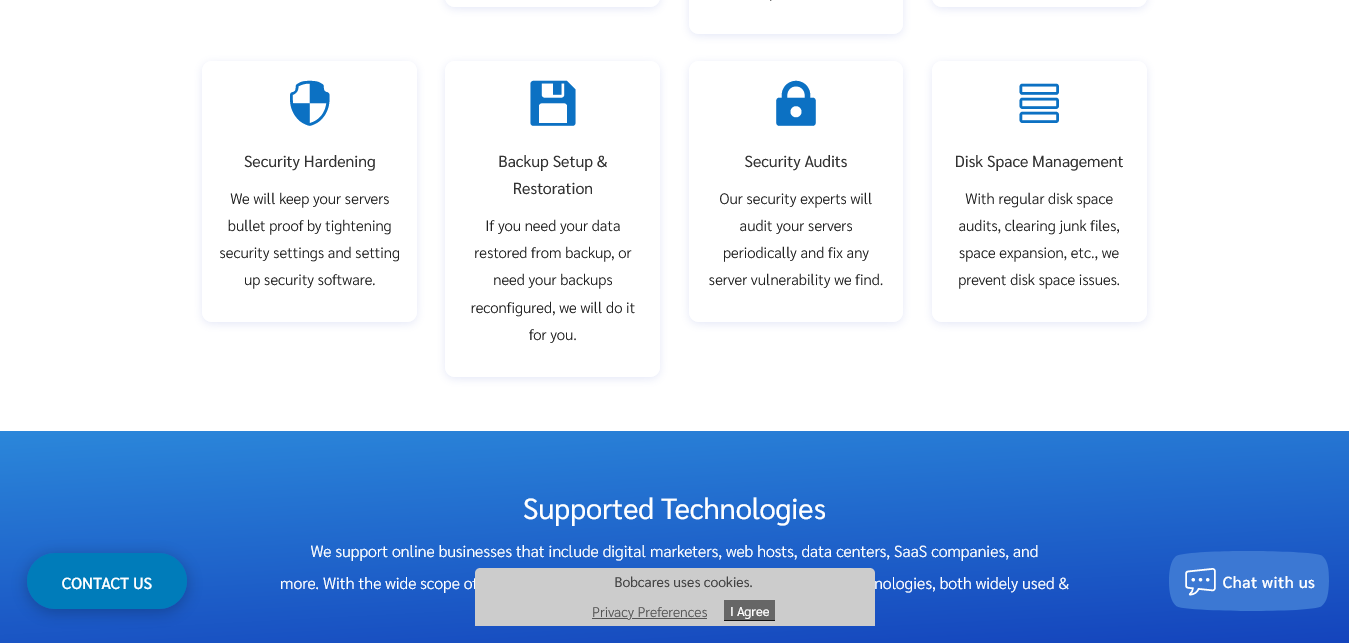 Security Hardening
We will keep your servers
bullet proof by tightening
security settings and setting
up security software.
Backup Setup &
Restoration
If you need your data
restored from backup, or
need your backups
reconfigured, we will do it
for you.
Security Audits
Our security experts will
audit your servers
periodically and fix any
server vulnerability we find.
Disk Space Management
With regular disk space
audits, clearing junk files,
space expansion, etc., we
prevent disk space issues.
Supported Technologies
We support online businesses that include digital marketers, web hosts, data centers, SaaS companies, and
more. With the wide scope of
nologies, both widely used &
CONTACT US
Bobcares uses cookies.
Privacy Preferences I Agree
Chat with us